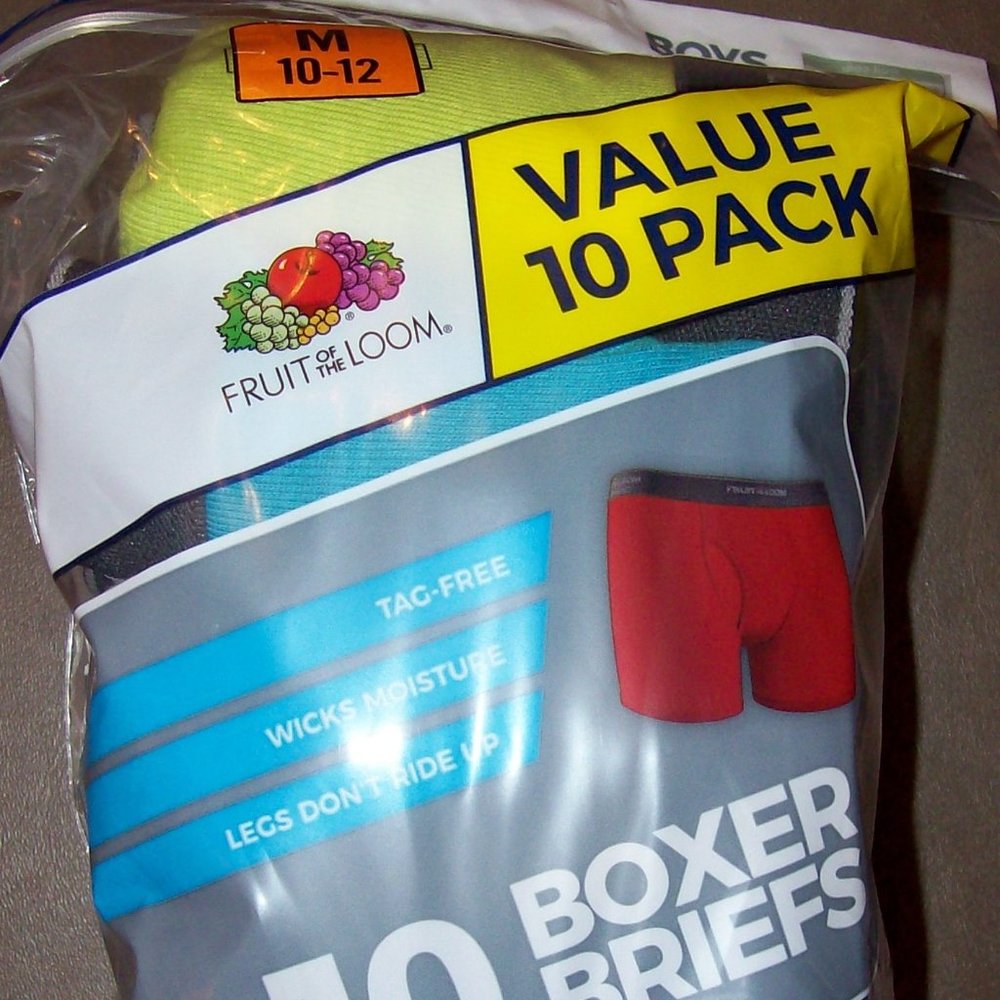 BOYS
M
10-12
VALUE
10 PACK
FRUIT OF THE LOOM®
FRUIT OF THE LOOM
TAG-FREE
WICKS MOISTURE
LEGS DON'T RIDE UP
10 BOXER
BRIEFS